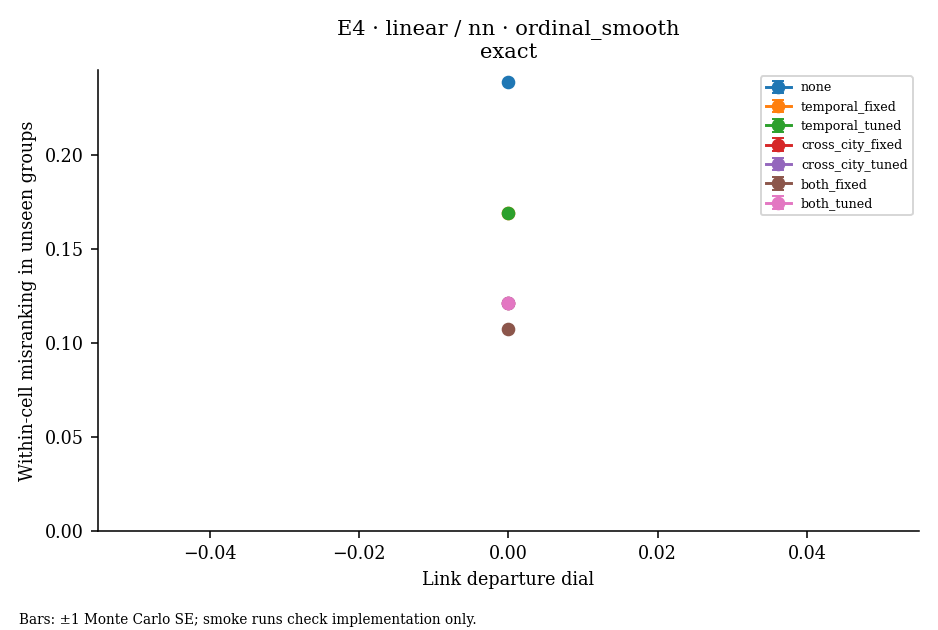 E4 · linear / nn · ordinal_smooth
exact
Within-cell misranking in unseen groups
0.20
0.15
0.10
0.05
0.00
−0.04
−0.02
0.00
0.02
0.04
Link departure dial
none
temporal_fixed
temporal_tuned
cross_city_fixed
cross_city_tuned
both_fixed
both_tuned
Bars: ±1 Monte Carlo SE; smoke runs check implementation only.